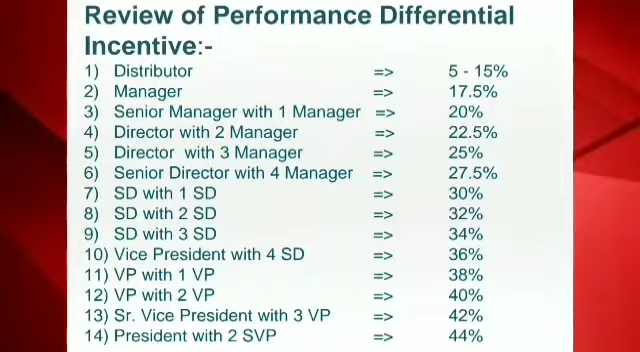 Review of Performance Differential
Incentive:-
1) Distributor => 5 - 15%
2) Manager => 17.5%
3) Senior Manager with 1 Manager => 20%
4) Director with 2 Manager => 22.5%
5) Director with 3 Manager => 25%
6) Senior Director with 4 Manager => 27.5%
7) SD with 1 SD => 30%
8) SD with 2 SD => 32%
9) SD with 3 SD => 34%
10) Vice President with 4 SD => 36%
11) VP with 1 VP => 38%
12) VP with 2 VP => 40%
13) Sr. Vice President with 3 VP => 42%
14) President with 2 SVP => 44%